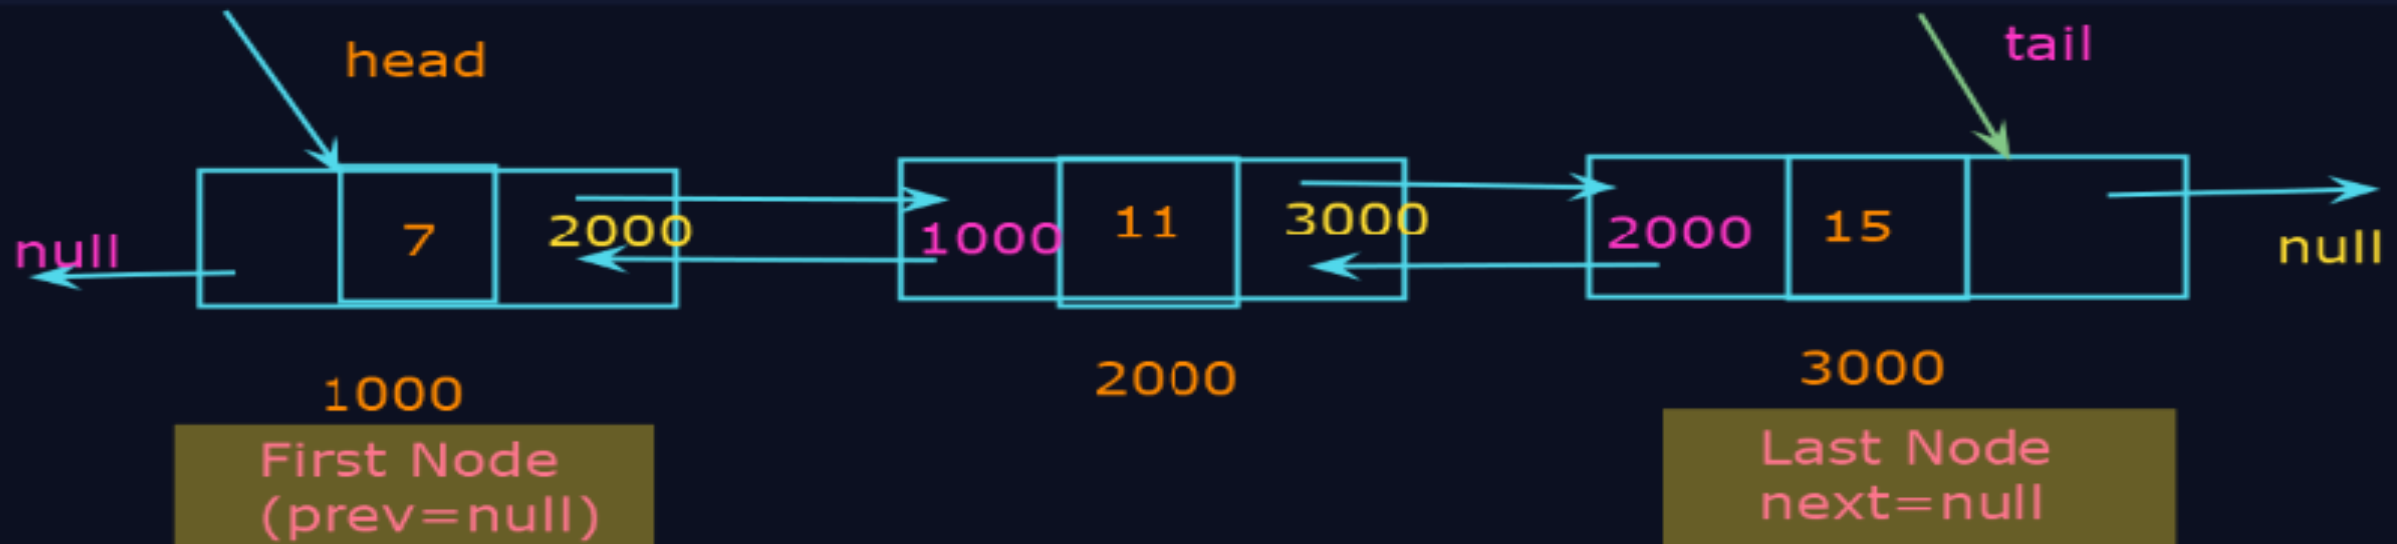 head
tail
null
7
2000
1000
11
3000
2000
15
null
1000
2000
3000
First Node
(prev=null)
Last Node
next=null